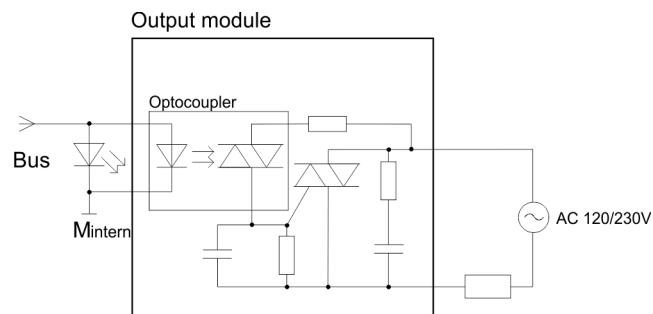 Output module
Optocoupler
Bus
Mintern
AC 120/230V